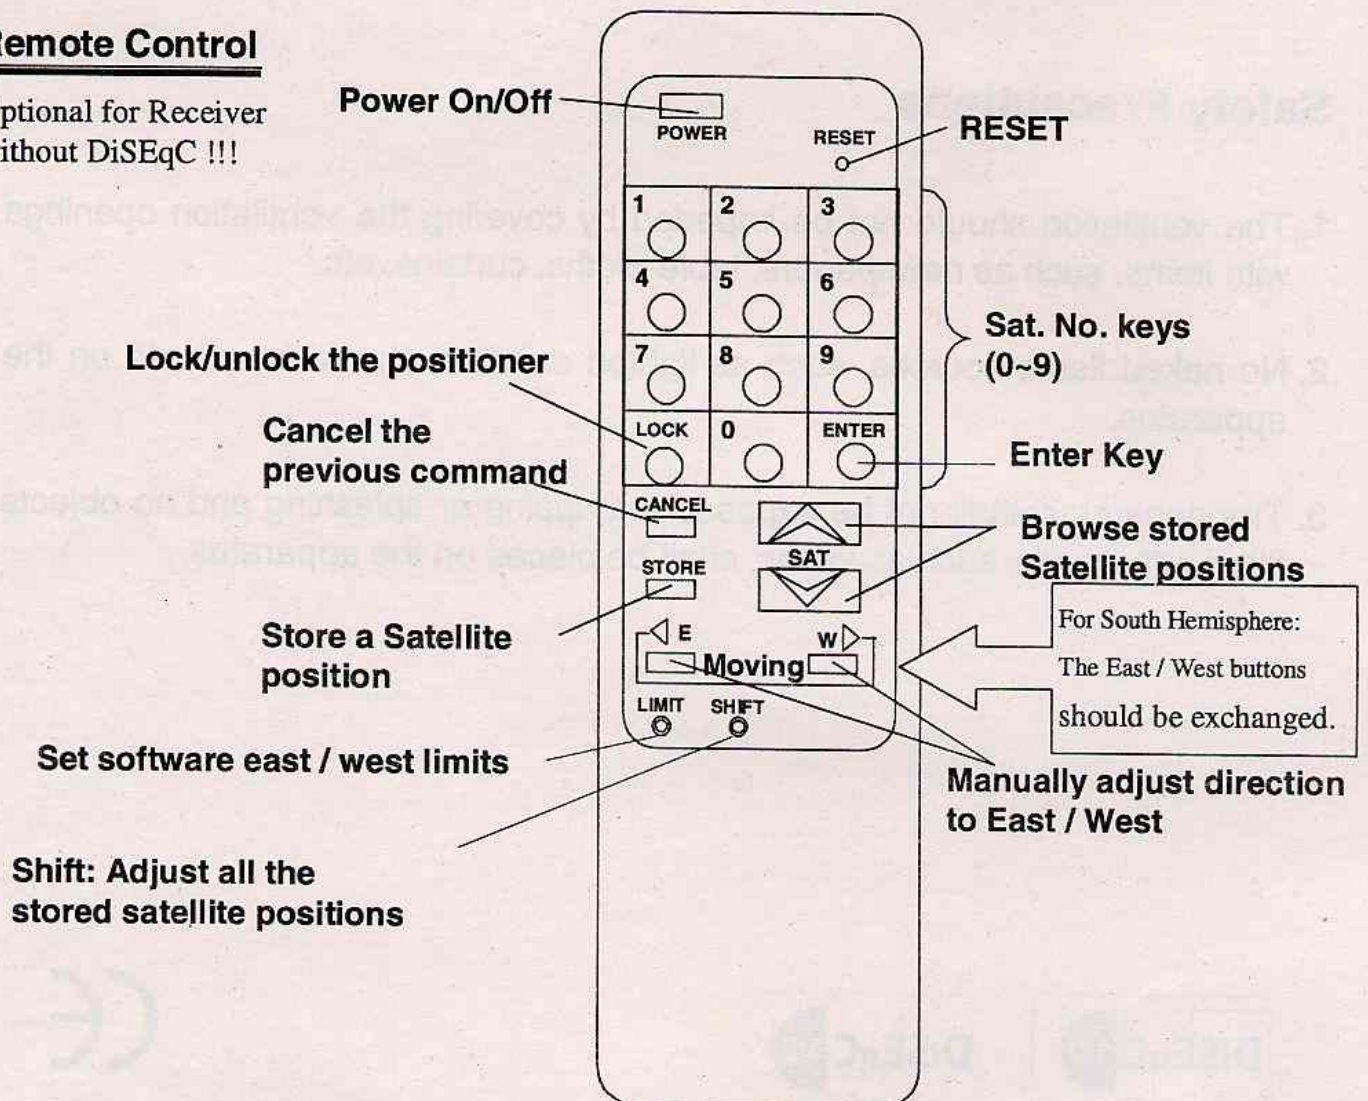 Remote Control
ptional for Receiver
ithout DiSEqC !!!
Power On/Off
POWER
RESET
RESET
1 2 3
4 5 6
7 8 9
LOCK 0 ENTER
Sat. No. keys
(0~9)
Lock/unlock the positioner
Cancel the
previous command
Enter Key
CANCEL
SAT
STORE
Browse stored
Satellite positions
Store a Satellite
position
E W
Moving
For South Hemisphere:
The East / West buttons
should be exchanged.
LIMIT SHIFT
Set software east / west limits
Manually adjust direction
to East / West
Shift: Adjust all the
stored satellite positions